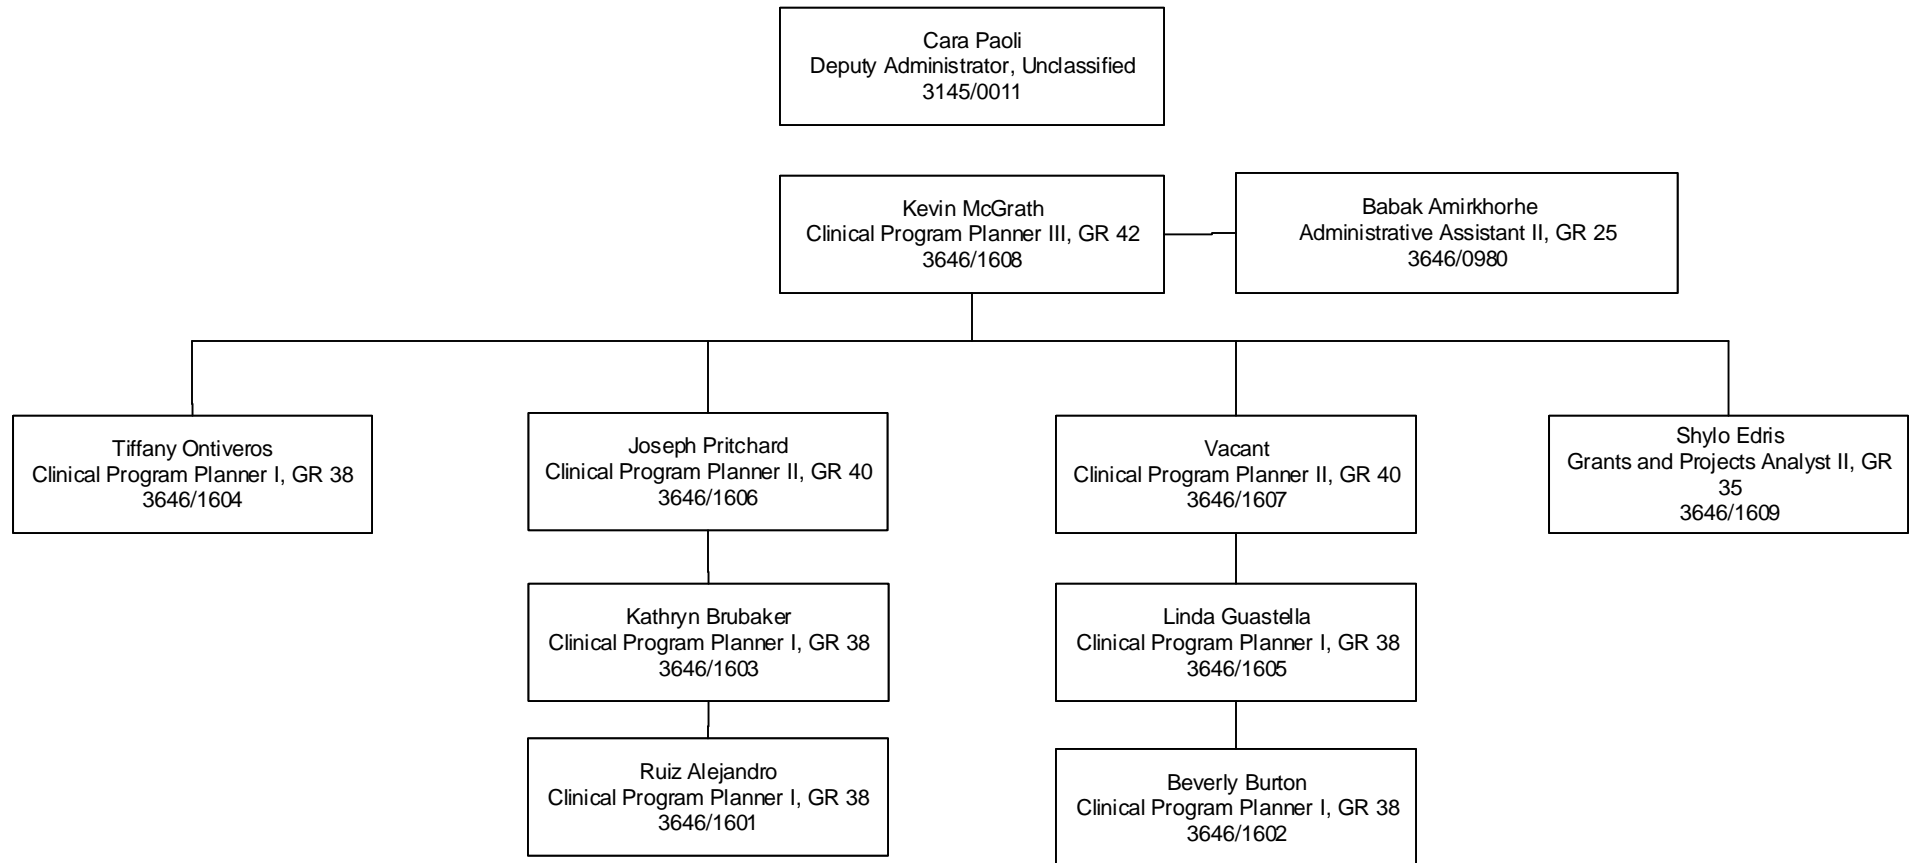 Cara Paoli
Deputy Administrator, Unclassified
3145/0011
Kevin McGrath
Clinical Program Planner III, GR 42
3646/1608
Babak Amirkhorhe
Administrative Assistant II, GR 25
3646/0980
Tiffany Ontiveros
Clinical Program Planner I, GR 38
3646/1604
Joseph Pritchard
Clinical Program Planner II, GR 40
3646/1606
Vacant
Clinical Program Planner II, GR 40
3646/1607
Shylo Edris
Grants and Projects Analyst II, GR
35
3646/1609
Kathryn Brubaker
Clinical Program Planner I, GR 38
3646/1603
Linda Guastella
Clinical Program Planner I, GR 38
3646/1605
Ruiz Alejandro
Clinical Program Planner I, GR 38
3646/1601
Beverly Burton
Clinical Program Planner I, GR 38
3646/1602